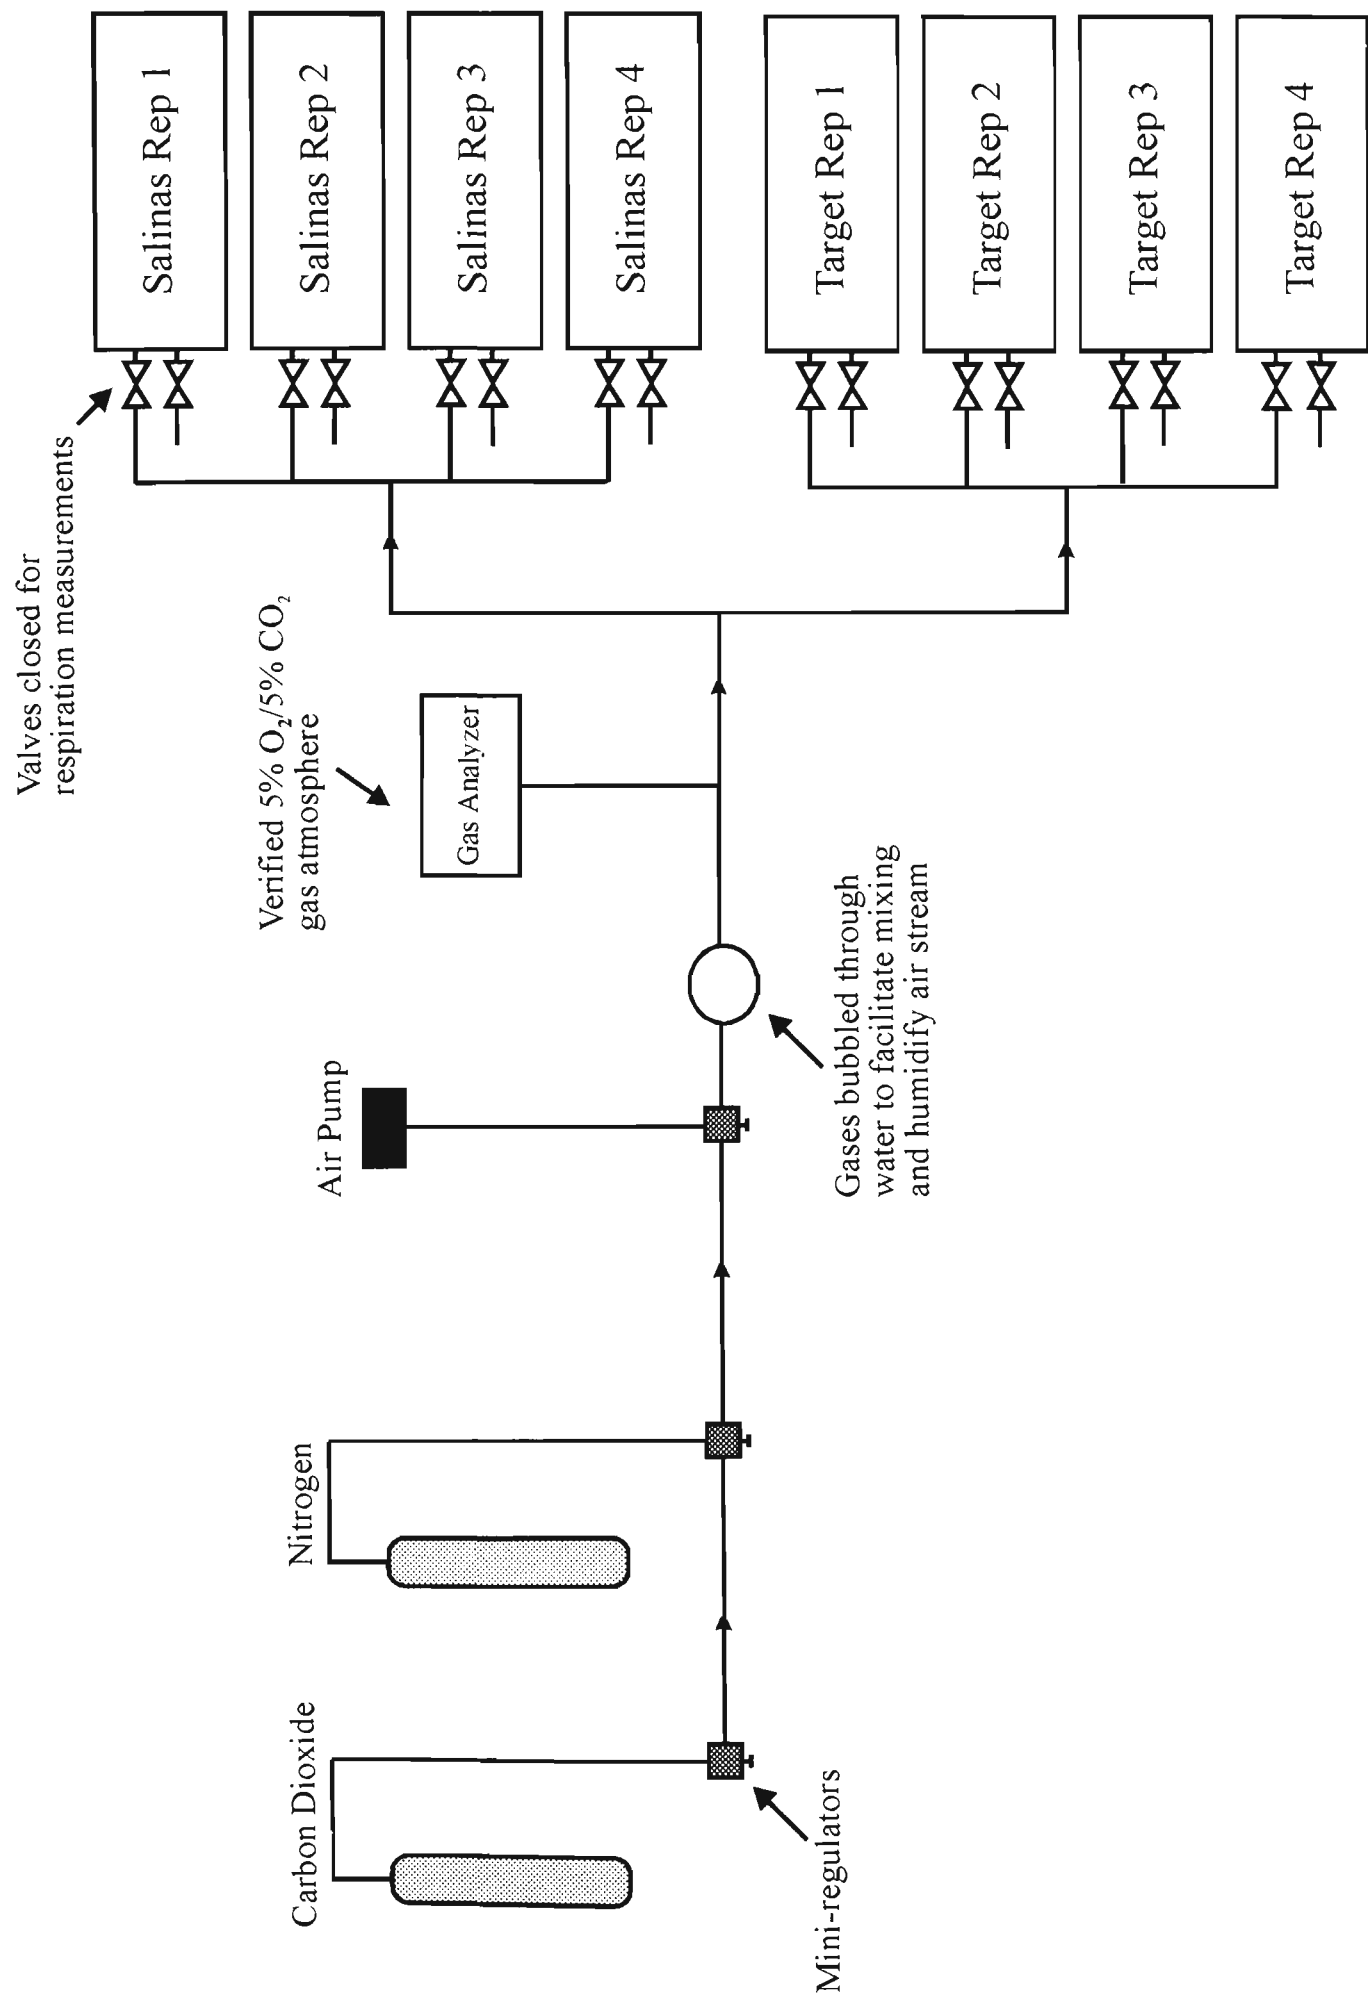 Carbon Dioxide
Nitrogen
Air Pump
Verified 5% O₂/5% CO₂
gas atmosphere
Gas Analyzer
Valves closed for
respiration measurements
Mini-regulators
Gases bubbled through
water to facilitate mixing
and humidify air stream
Salinas Rep 1
Salinas Rep 2
Salinas Rep 3
Salinas Rep 4
Target Rep 1
Target Rep 2
Target Rep 3
Target Rep 4